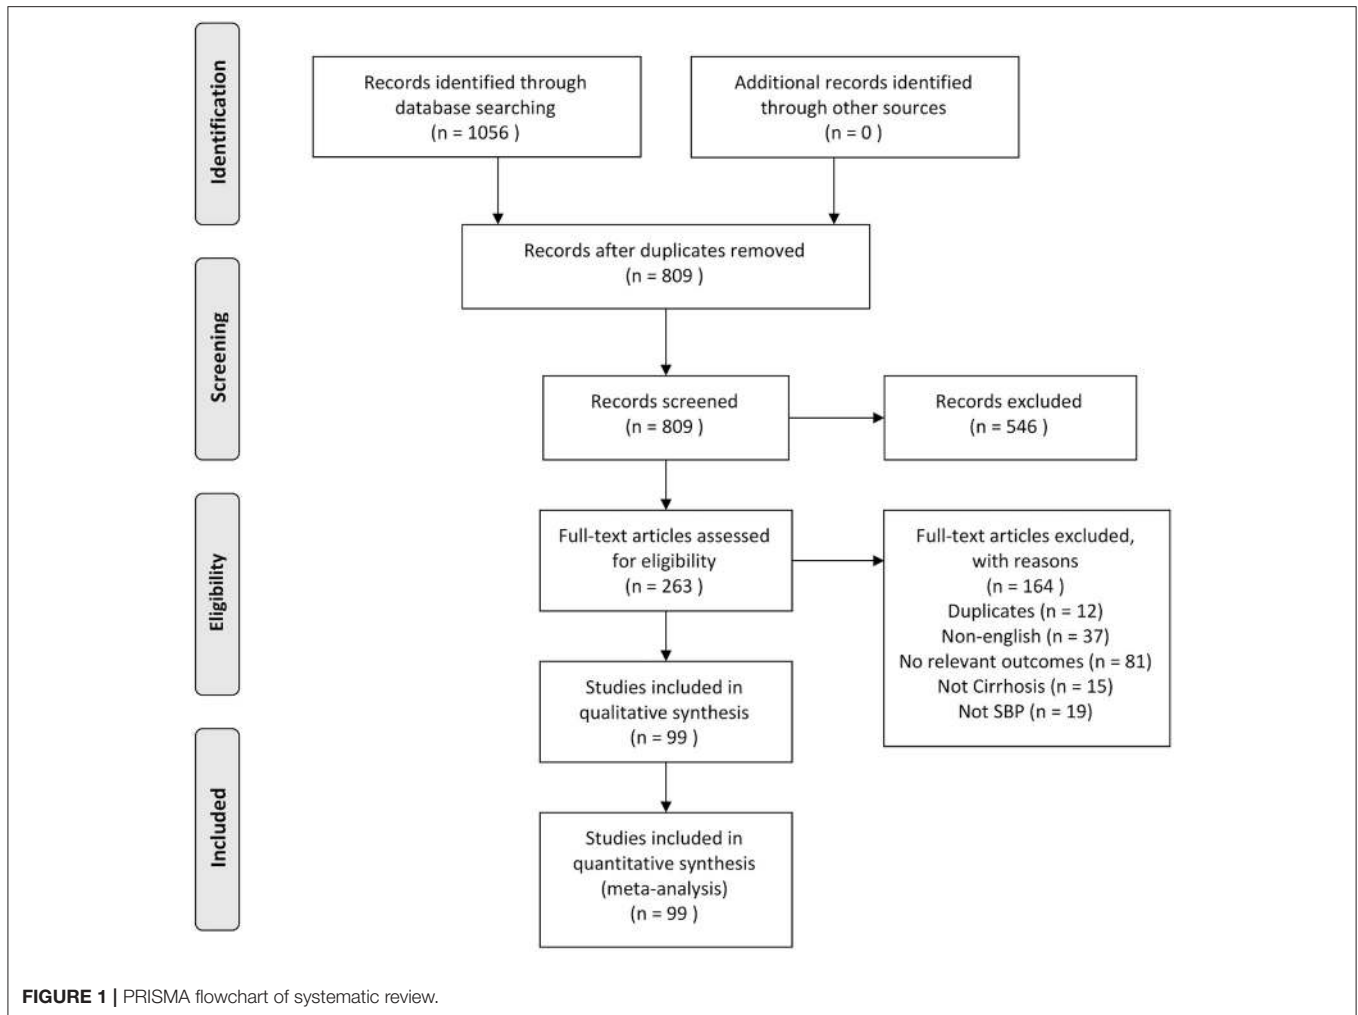 Identification
Records identified through
database searching
(n = 1056 )
Additional records identified
through other sources
(n = 0 )
Records after duplicates removed
(n = 809 )
Screening
Records screened
(n = 809 )
Records excluded
(n = 546 )
Eligibility
Full-text articles assessed
for eligibility
(n = 263 )
Full-text articles excluded,
with reasons
(n = 164 )
Duplicates (n = 12)
Non-english (n = 37)
No relevant outcomes (n = 81)
Not Cirrhosis (n = 15)
Not SBP (n = 19)
Studies included in
qualitative synthesis
(n = 99 )
Included
Studies included in
quantitative synthesis
(meta-analysis)
(n = 99 )
FIGURE 1 | PRISMA flowchart of systematic review.